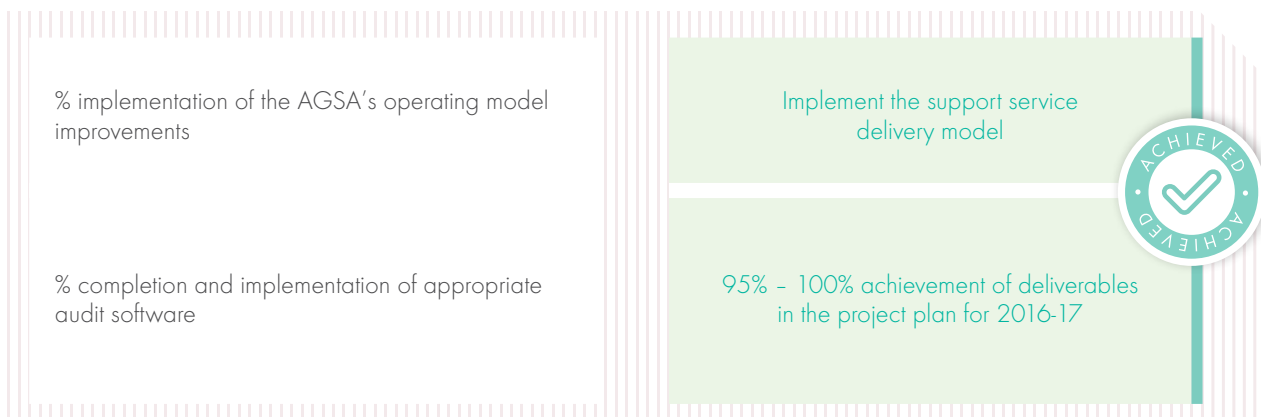 % implementation of the AGSA’s operating model
improvements
Implement the support service
delivery model
ACHIEVED • ACHIEVED •
% completion and implementation of appropriate
audit software
95% – 100% achievement of deliverables
in the project plan for 2016-17